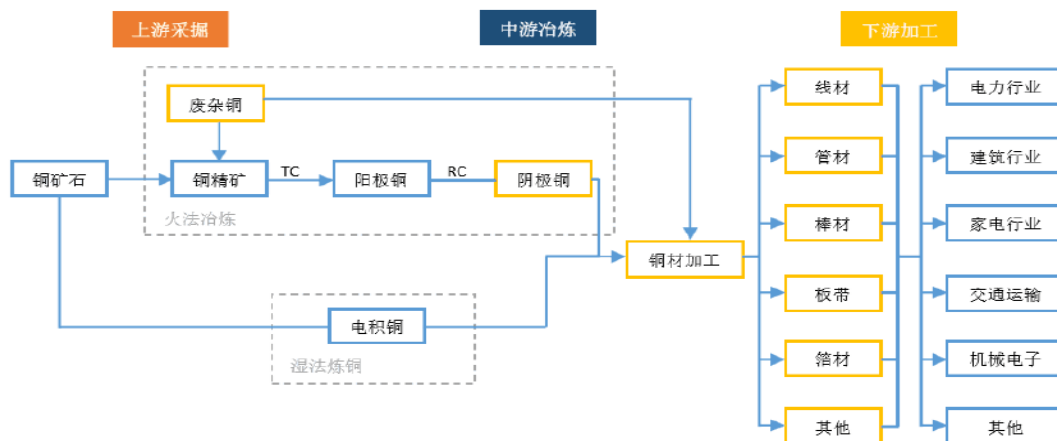 上游采掘
中游冶炼
下游加工
废杂铜
铜矿石
铜精矿
TC
阳极铜
RC
阴极铜
火法冶炼
电积铜
湿法炼铜
铜材加工
线材
管材
棒材
板带
箔材
其他
电力行业
建筑行业
家电行业
交通运输
机械电子
其他